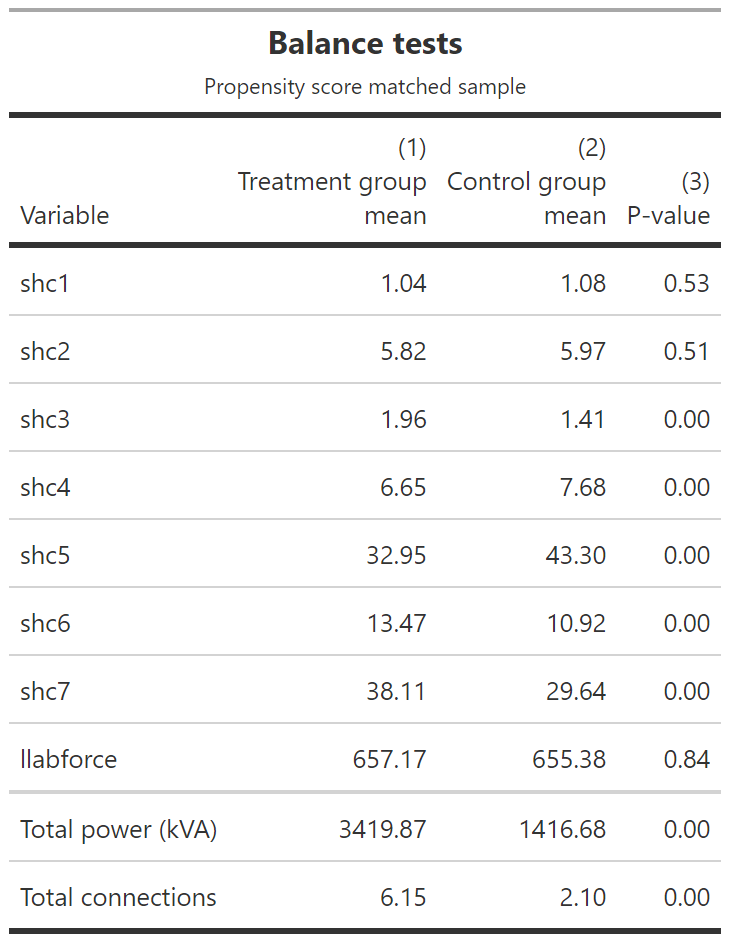 Balance tests
Propensity score matched sample
(1) (2)
Treatment group Control group (3)
Variable mean mean P-value
shc1 1.04 1.08 0.53
shc2 5.82 5.97 0.51
shc3 1.96 1.41 0.00
shc4 6.65 7.68 0.00
shc5 32.95 43.30 0.00
shc6 13.47 10.92 0.00
shc7 38.11 29.64 0.00
llabforce 657.17 655.38 0.84
Total power (kVA) 3419.87 1416.68 0.00
Total connections 6.15 2.10 0.00